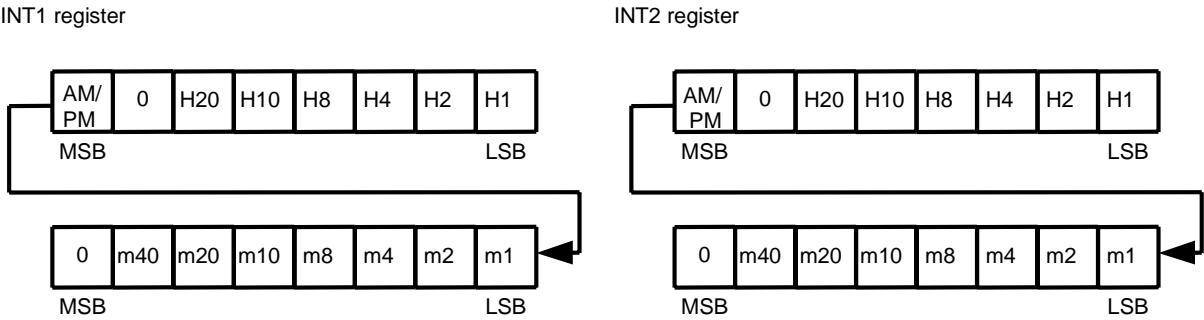 INT1 register
INT2 register
AM/PM 0 H20 H10 H8 H4 H2 H1
AM/PM 0 H20 H10 H8 H4 H2 H1
MSB LSB
MSB LSB
0 m40 m20 m10 m8 m4 m2 m1
0 m40 m20 m10 m8 m4 m2 m1
MSB LSB
MSB LSB